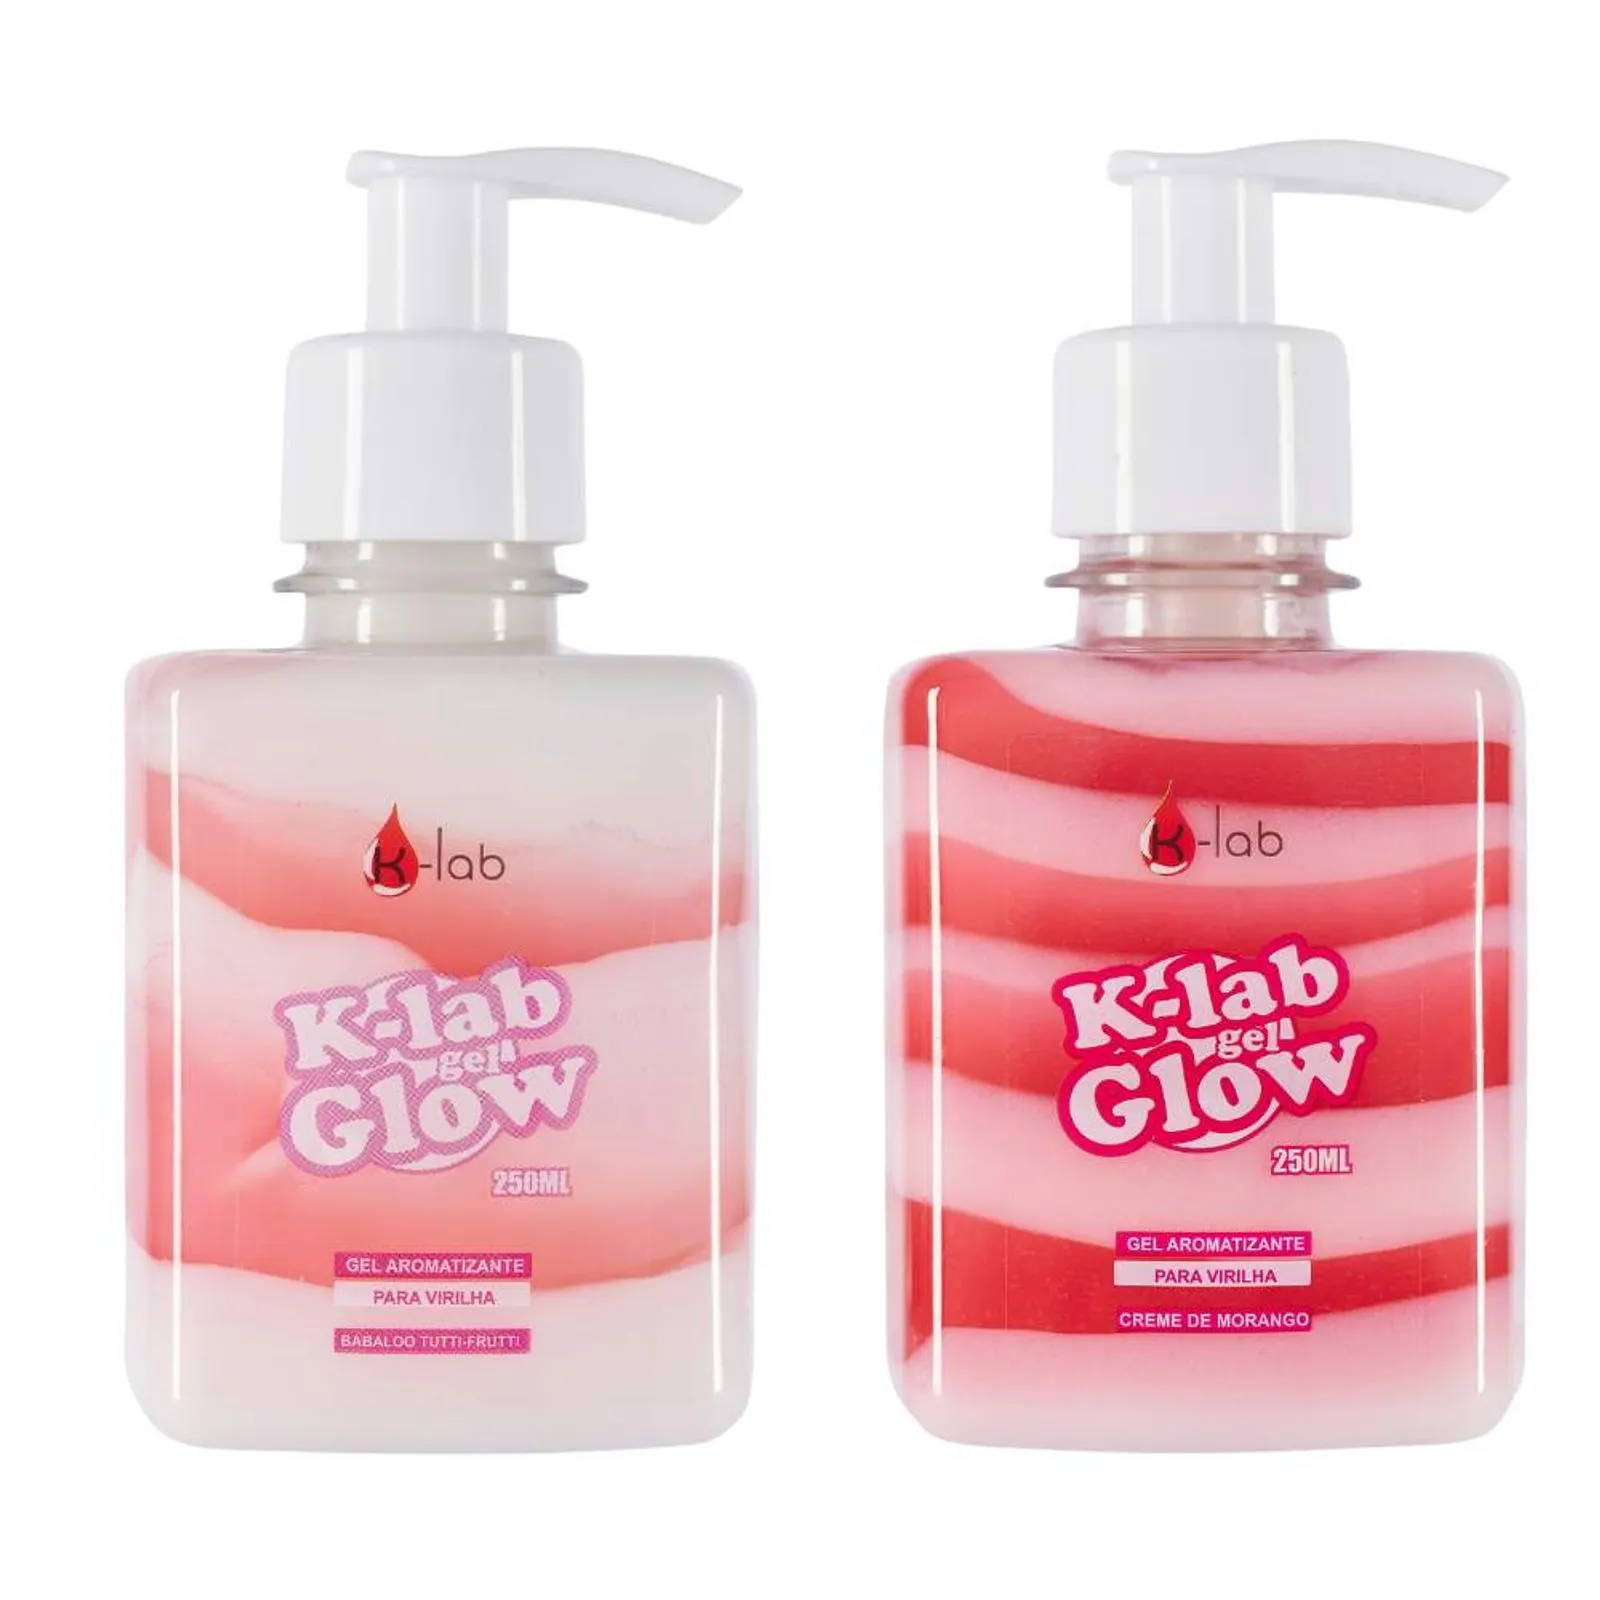 K-lab
K-lab
gel
Glow
250ML
GEL AROMATIZANTE
PARA VIRILHA
BABALOO TUTTI-FRUTTI
K-lab
K-lab
gel
Glow
250ML
GEL AROMATIZANTE
PARA VIRILHA
CREME DE MORANGO